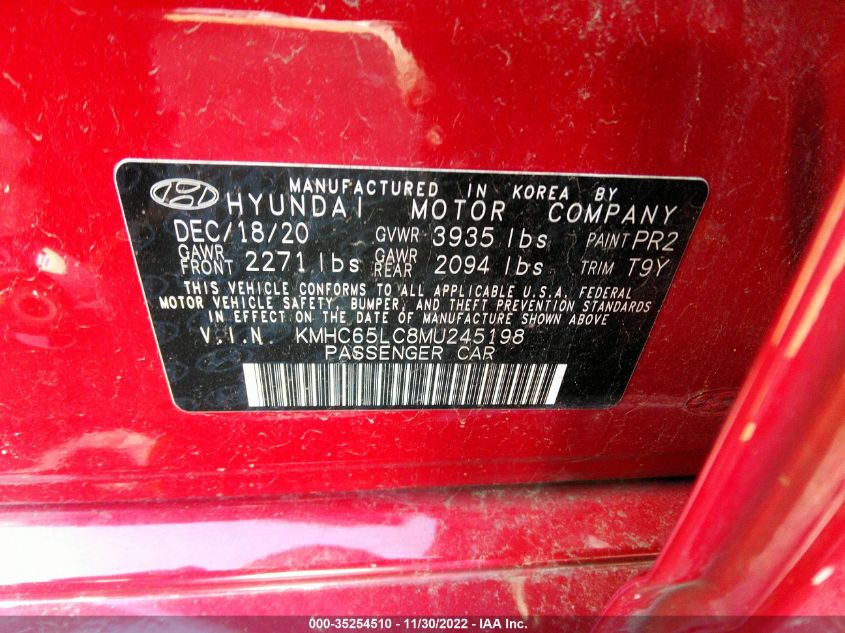 MANUFACTURED IN KOREA BY
HYUNDAI MOTOR COMPANY
DEC/18/20 GVWR 3935 lbs PAINT PR2
GAWR FRONT 2271 lbs GAWR REAR 2094 lbs TRIM T9Y
THIS VEHICLE CONFORMS TO ALL APPLICABLE U.S.A. FEDERAL
MOTOR VEHICLE SAFETY, BUMPER, AND THEFT PREVENTION STANDARDS
IN EFFECT ON THE DATE OF MANUFACTURE SHOWN ABOVE
V.I.N. KMHC65LC8MU245198
PASSENGER CAR
000-35254510 - 11/30/2022 - IAA Inc.